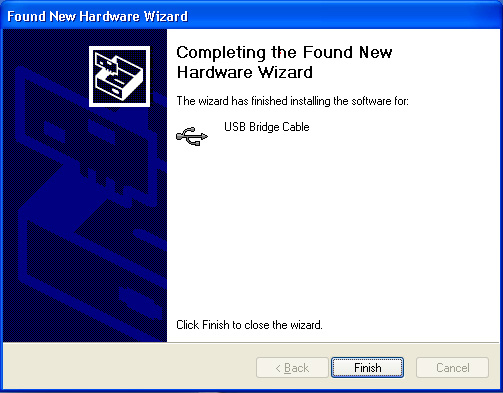 Found New Hardware Wizard
Completing the Found New
Hardware Wizard
The wizard has finished installing the software for:
USB Bridge Cable
Click Finish to close the wizard.
< Back
Finish
Cancel